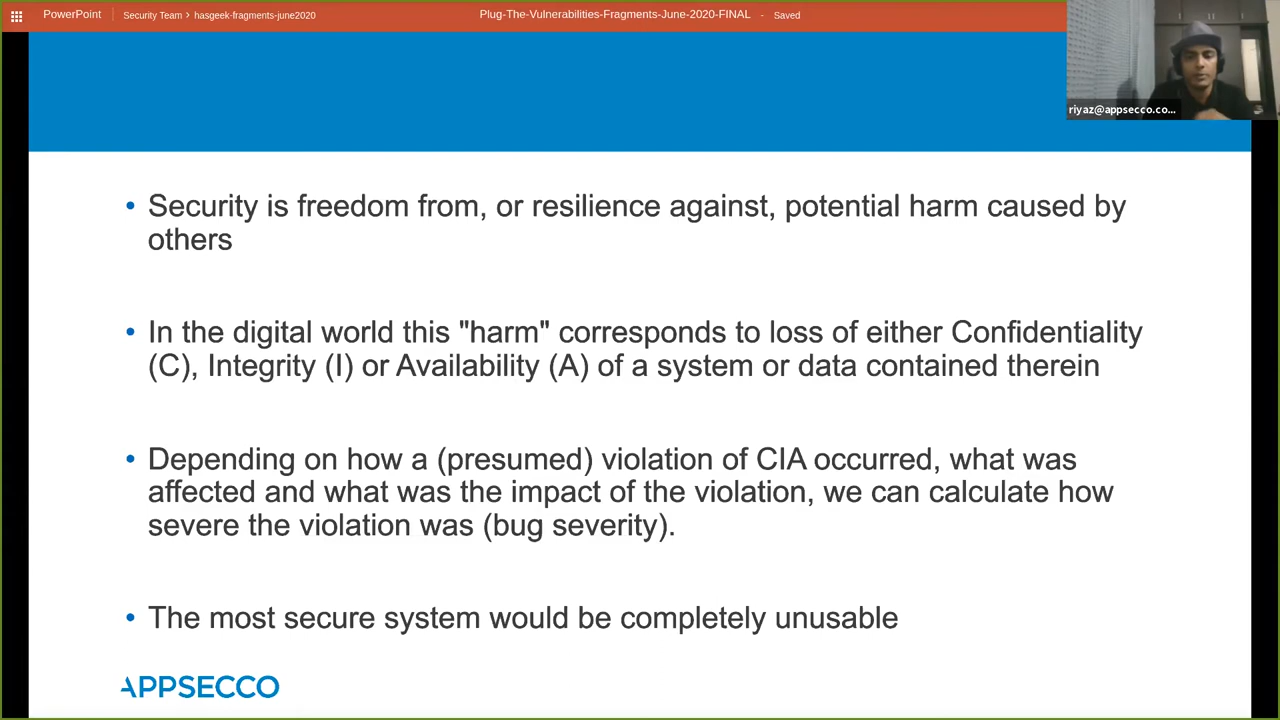 PowerPoint
Security Team > hasgeek-fragments-june2020
Plug-The-Vulnerabilities-Fragments-June-2020-FINAL - Saved
riyaz@appsecco.co...
• Security is freedom from, or resilience against, potential harm caused by
others
• In the digital world this "harm" corresponds to loss of either Confidentiality
(C), Integrity (I) or Availability (A) of a system or data contained therein
• Depending on how a (presumed) violation of CIA occurred, what was
affected and what was the impact of the violation, we can calculate how
severe the violation was (bug severity).
• The most secure system would be completely unusable
APPSECCO